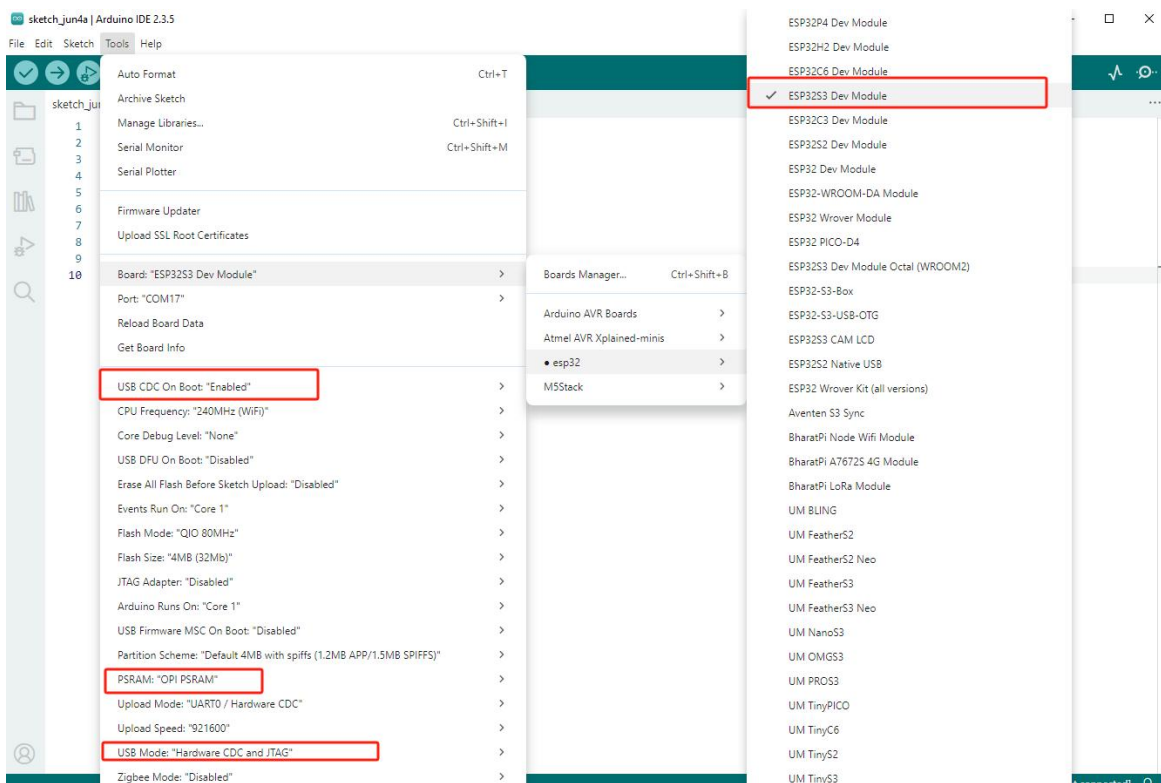 sketch_jun4a | Arduino IDE 2.3.5
File Edit Sketch Tools Help
sketch_jun
1
2
3
4
5
6
7
8
9
10
Auto Format Ctrl+T
Archive Sketch
Manage Libraries... Ctrl+Shift+I
Serial Monitor Ctrl+Shift+M
Serial Plotter
Firmware Updater
Upload SSL Root Certificates
Board: "ESP32S3 Dev Module"
Port: "COM17"
Reload Board Data
Get Board Info
USB CDC On Boot: "Enabled"
CPU Frequency: "240MHz (WiFi)"
Core Debug Level: "None"
USB DFU On Boot: "Disabled"
Erase All Flash Before Sketch Upload: "Disabled"
Events Run On: "Core 1"
Flash Mode: "QIO 80MHz"
Flash Size: "4MB (32Mb)"
JTAG Adapter: "Disabled"
Arduino Runs On: "Core 1"
USB Firmware MSC On Boot: "Disabled"
Partition Scheme: "Default 4MB with spiffs (1.2MB APP/1.5MB SPIFFS)"
PSRAM: "OPI PSRAM"
Upload Mode: "UART0 / Hardware CDC"
Upload Speed: "921600"
USB Mode: "Hardware CDC and JTAG"
Zigbee Mode: "Disabled"
Boards Manager... Ctrl+Shift+B
Arduino AVR Boards
Atmel AVR Xplained-minis
esp32
M5Stack
ESP32P4 Dev Module
ESP32H2 Dev Module
ESP32C6 Dev Module
ESP32S3 Dev Module
ESP32C3 Dev Module
ESP32S2 Dev Module
ESP32 Dev Module
ESP32-WROOM-DA Module
ESP32 Wrover Module
ESP32 PICO-D4
ESP32S3 Dev Module Octal (WROOM2)
ESP32-S3-Box
ESP32-S3-USB-OTG
ESP32S3 CAM LCD
ESP32S2 Native USB
ESP32 Wrover Kit (all versions)
Aventen S3 Sync
BharatPi Node Wifi Module
BharatPi A7672S 4G Module
BharatPi LoRa Module
UM BLING
UM FeatherS2
UM FeatherS2 Neo
UM FeatherS3
UM FeatherS3 Neo
UM NanoS3
UM OMGS3
UM PROS3
UM TinyPICO
UM TinyC6
UM TinyS2
UM TinyS3